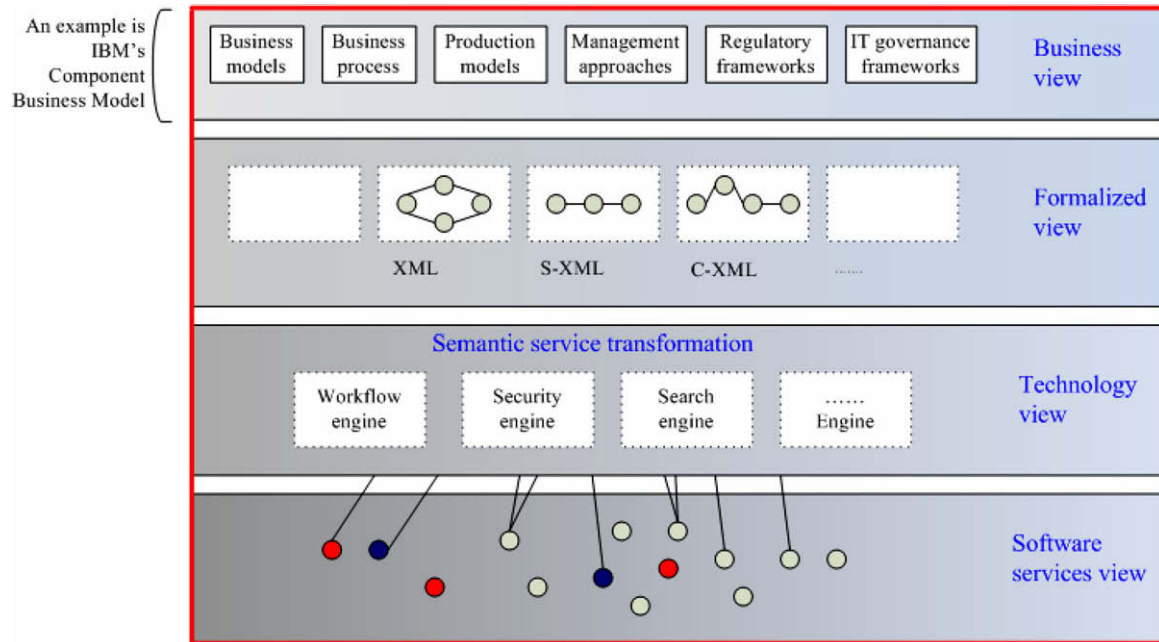 An example is
IBM's
Component
Business Model
Business
models
Business
process
Production
models
Management
approaches
Regulatory
frameworks
IT governance
frameworks
Business
view
Formalized
view
XML
S-XML
C-XML
.......
Semantic service transformation
Workflow
engine
Security
engine
Search
engine
......
Engine
Technology
view
Software
services view